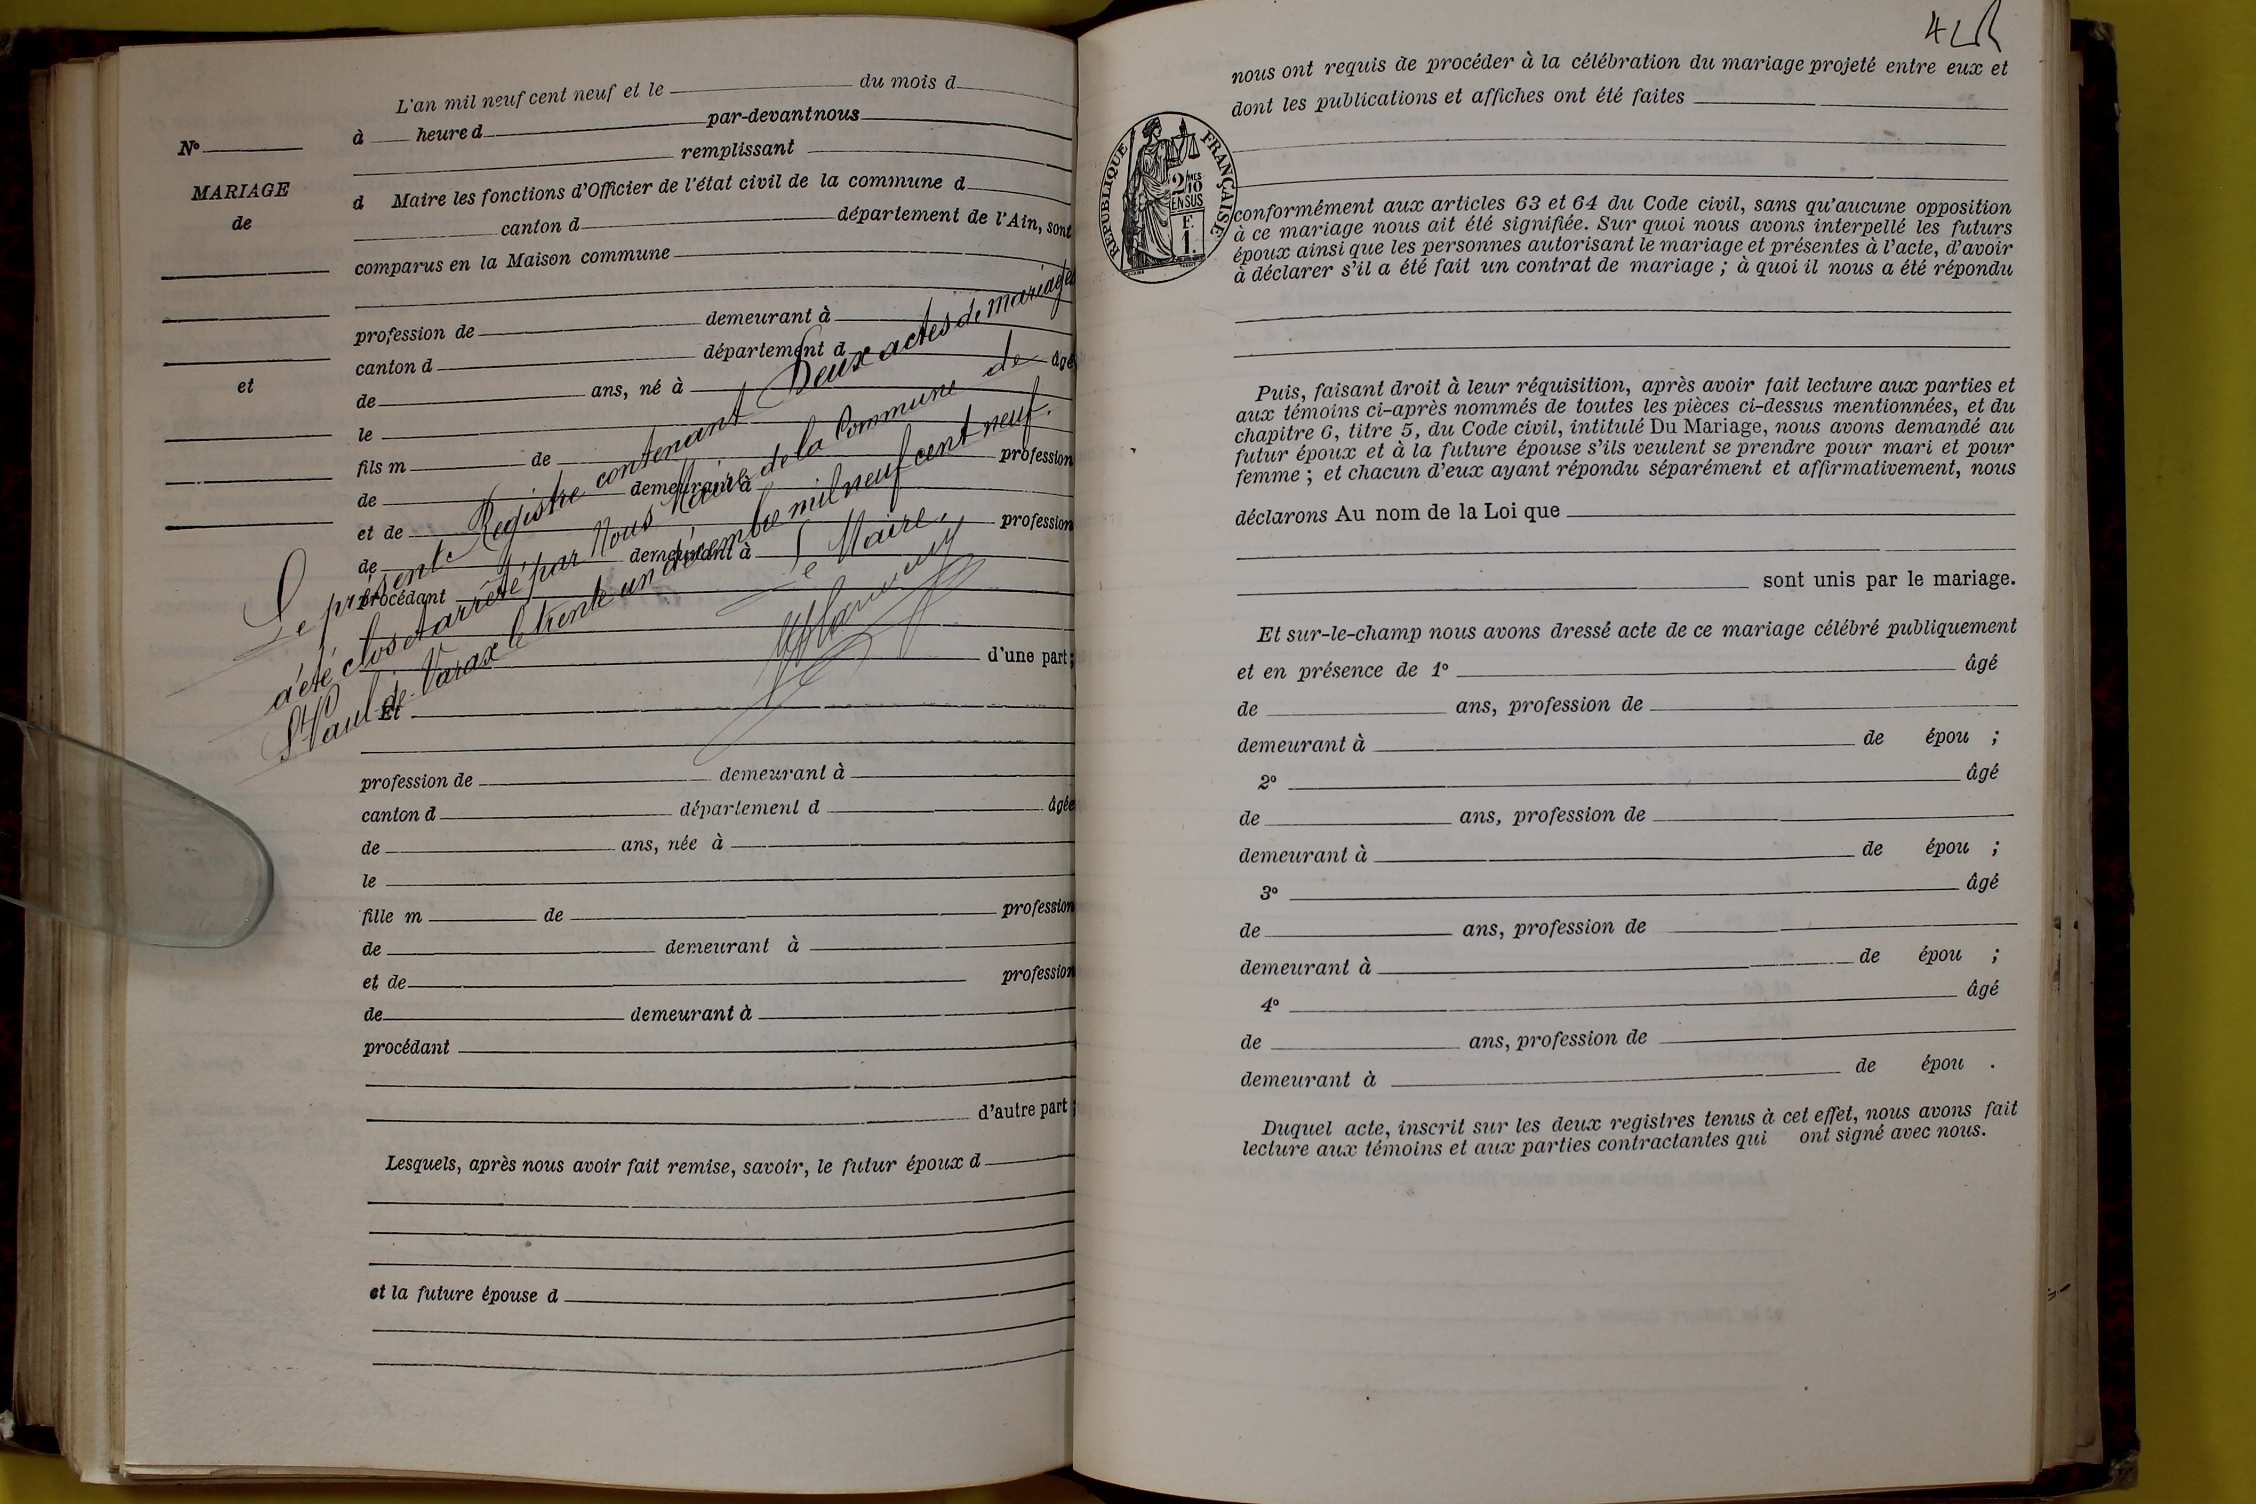 L'an mil neuf cent neuf et le du mois d
à heure d par-devant nous
remplissant
d Maire les fonctions d'Officier de l'état civil de la commune d
canton d département de l'Ain, sont
comparus en la Maison commune
profession de demeurant à
canton d département d âgé
de ans, né à
le
fils m de profession
de demeurant à
et de profession
de demeurant à
procédant
d'une part ;
Et
profession de demeurant à
canton d département d âgée
de ans, née à
le
fille m de profession
de demeurant à
et de profession
de demeurant à
procédant
d'autre part ;
Lesquels, après nous avoir fait remise, savoir, le futur époux d
et la future épouse d
No
MARIAGE
de
et
Le présente Registre contenant Deux actes de mariages
a été clos et arrêté par Nous Maire de la Commune de
St Paul de Varax le trente un décembre mil neuf cent neuf.
Le Maire,
nous ont requis de procéder à la célébration du mariage projeté entre eux et
dont les publications et affiches ont été faites
RÉPUBLIQUE FRANÇAISE
2/10 MES
EN SUS
F.
1.
conformément aux articles 63 et 64 du Code civil, sans qu'aucune opposition
à ce mariage nous ait été signifiée. Sur quoi nous avons interpellé les futurs
époux ainsi que les personnes autorisant le mariage et présentes à l'acte, d'avoir
à déclarer s'il a été fait un contrat de mariage ; à quoi il nous a été répondu
Puis, faisant droit à leur réquisition, après avoir fait lecture aux parties et
aux témoins ci-après nommés de toutes les pièces ci-dessus mentionnées, et du
chapitre 6, titre 5, du Code civil, intitulé Du Mariage, nous avons demandé au
futur époux et à la future épouse s'ils veulent se prendre pour mari et pour
femme ; et chacun d'eux ayant répondu séparément et affirmativement, nous
déclarons Au nom de la Loi que
sont unis par le mariage.
Et sur-le-champ nous avons dressé acte de ce mariage célébré publiquement
et en présence de 1o âgé
de ans, profession de
demeurant à de épou ;
2o âgé
de ans, profession de
demeurant à de épou ;
3o âgé
de ans, profession de
demeurant à de épou ;
4o âgé
de ans, profession de
demeurant à de épou .
Duquel acte, inscrit sur les deux registres tenus à cet effet, nous avons fait
lecture aux témoins et aux parties contractantes qui ont signé avec nous.